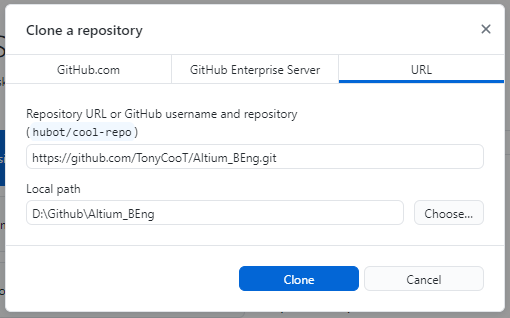 Clone a repository
GitHub.com
GitHub Enterprise Server
URL
Repository URL or GitHub username and repository
(hubot/cool-repo)
https://github.com/TonyCooT/Altium_BEng.git
Local path
D:\Github\Altium_BEng
Choose...
Clone
Cancel